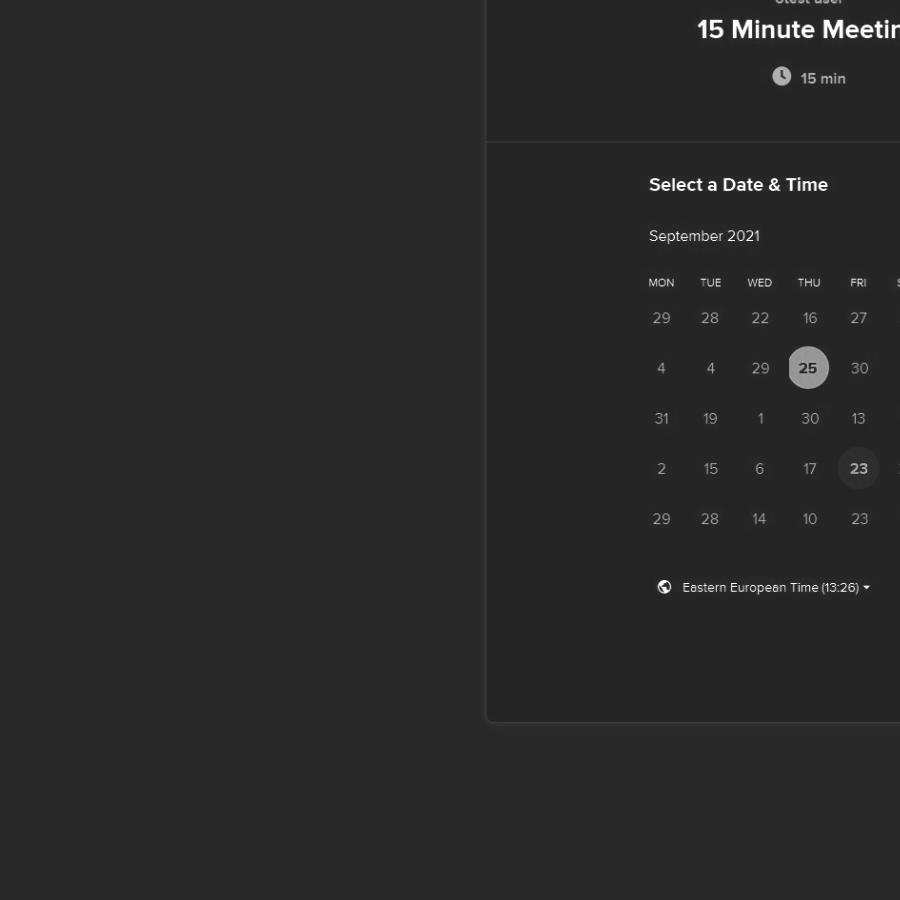 15 Minute
15 min
Select a Date & Time
September 2021
MON TUE WED THU FRI
29 28 22 16 27
4 4 29 25 30
31 19 1 30 13
2 15 6 17 23
29 28 14 10 23
Eastern European Time (13:26)